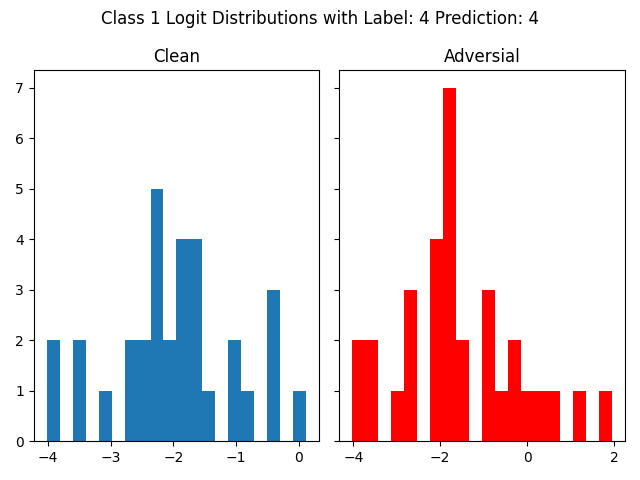 Class 1 Logit Distributions with Label: 4 Prediction: 4
Clean
Adversial
7
6
5
4
3
2
1
0
−4 −3 −2 −1 0
−4 −2 0 2